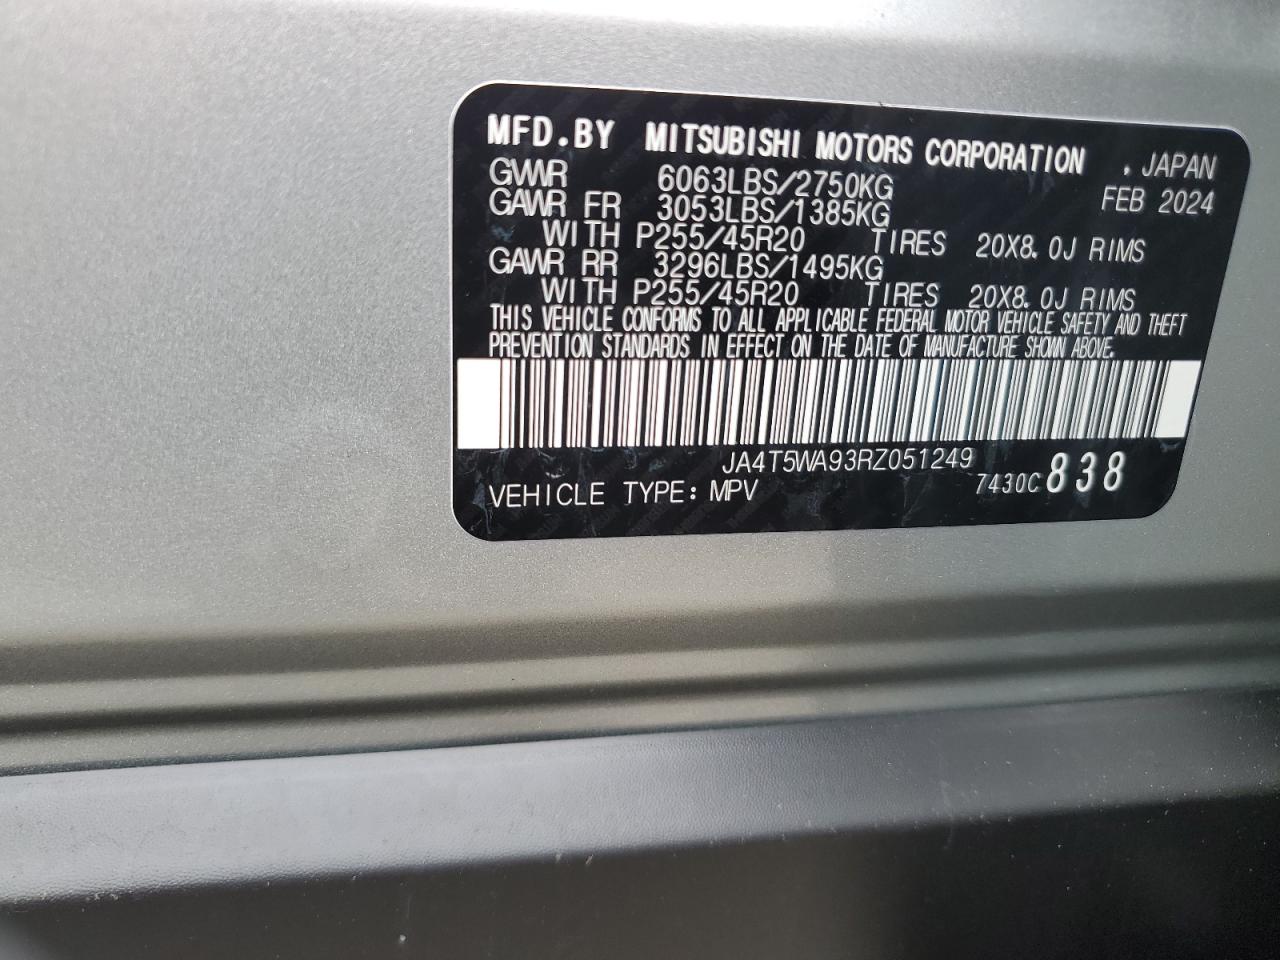 MFD.BY MITSUBISHI MOTORS CORPORATION , JAPAN
GVWR 6063LBS/2750KG FEB 2024
GAWR FR 3053LBS/1385KG
WITH P255/45R20 TIRES 20X8.0J RIMS
GAWR RR 3296LBS/1495KG
WITH P255/45R20 TIRES 20X8.0J RIMS
THIS VEHICLE CONFORMS TO ALL APPLICABLE FEDERAL MOTOR VEHICLE SAFETY AND THEFT
PREVENTION STANDARDS IN EFFECT ON THE DATE OF MANUFACTURE SHOWN ABOVE.
JA4T5WA93RZ051249
VEHICLE TYPE: MPV 7430C 838